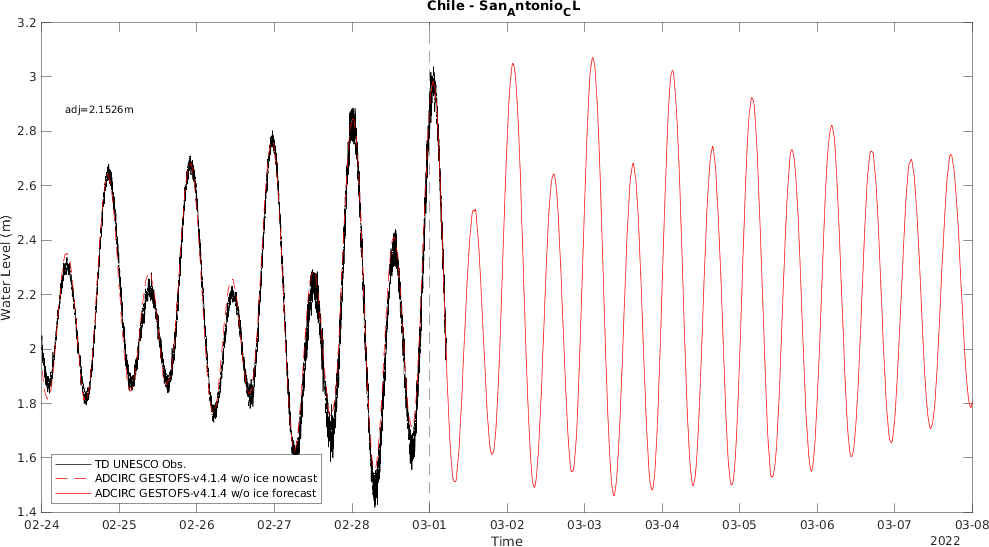 Chile - SanAntonioCL
3.2
3
2.8
2.6
2.4
2.2
2
1.8
1.6
1.4
Water Level (m)
adj=2.1526m
TD UNESCO Obs.
ADCIRC GESTOFS-v4.1.4 w/o ice nowcast
ADCIRC GESTOFS-v4.1.4 w/o ice forecast
02-24 02-25 02-26 02-27 02-28 03-01 03-02 03-03 03-04 03-05 03-06 03-07 03-08
Time
2022